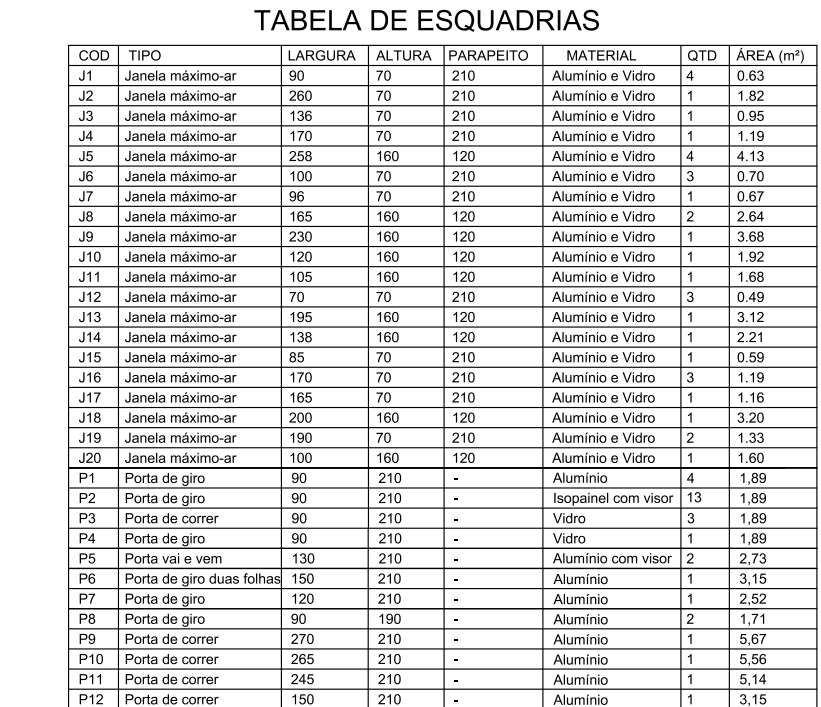 TABELA DE ESQUADRIAS
COD TIPO LARGURA ALTURA PARAPEITO MATERIAL QTD ÁREA (m²)
J1 Janela máximo-ar 90 70 210 Alumínio e Vidro 4 0.63
J2 Janela máximo-ar 260 70 210 Alumínio e Vidro 1 1.82
J3 Janela máximo-ar 136 70 210 Alumínio e Vidro 1 0.95
J4 Janela máximo-ar 170 70 210 Alumínio e Vidro 1 1.19
J5 Janela máximo-ar 258 160 120 Alumínio e Vidro 4 4.13
J6 Janela máximo-ar 100 70 210 Alumínio e Vidro 3 0.70
J7 Janela máximo-ar 96 70 210 Alumínio e Vidro 1 0.67
J8 Janela máximo-ar 165 160 120 Alumínio e Vidro 2 2.64
J9 Janela máximo-ar 230 160 120 Alumínio e Vidro 1 3.68
J10 Janela máximo-ar 120 160 120 Alumínio e Vidro 1 1.92
J11 Janela máximo-ar 105 160 120 Alumínio e Vidro 1 1.68
J12 Janela máximo-ar 70 70 210 Alumínio e Vidro 3 0.49
J13 Janela máximo-ar 195 160 120 Alumínio e Vidro 1 3.12
J14 Janela máximo-ar 138 160 120 Alumínio e Vidro 1 2.21
J15 Janela máximo-ar 85 70 210 Alumínio e Vidro 1 0.59
J16 Janela máximo-ar 170 70 210 Alumínio e Vidro 3 1.19
J17 Janela máximo-ar 165 70 210 Alumínio e Vidro 1 1.16
J18 Janela máximo-ar 200 160 120 Alumínio e Vidro 1 3.20
J19 Janela máximo-ar 190 70 210 Alumínio e Vidro 2 1.33
J20 Janela máximo-ar 100 160 120 Alumínio e Vidro 1 1.60
P1 Porta de giro 90 210 - Alumínio 4 1,89
P2 Porta de giro 90 210 - Isopainel com visor 13 1,89
P3 Porta de correr 90 210 - Vidro 3 1,89
P4 Porta de giro 90 210 - Vidro 1 1,89
P5 Porta vai e vem 130 210 - Alumínio com visor 2 2,73
P6 Porta de giro duas folhas 150 210 - Alumínio 1 3,15
P7 Porta de giro 120 210 - Alumínio 1 2,52
P8 Porta de giro 90 190 - Alumínio 2 1,71
P9 Porta de correr 270 210 - Alumínio 1 5,67
P10 Porta de correr 265 210 - Alumínio 1 5,56
P11 Porta de correr 245 210 - Alumínio 1 5,14
P12 Porta de correr 150 210 - Alumínio 1 3,15